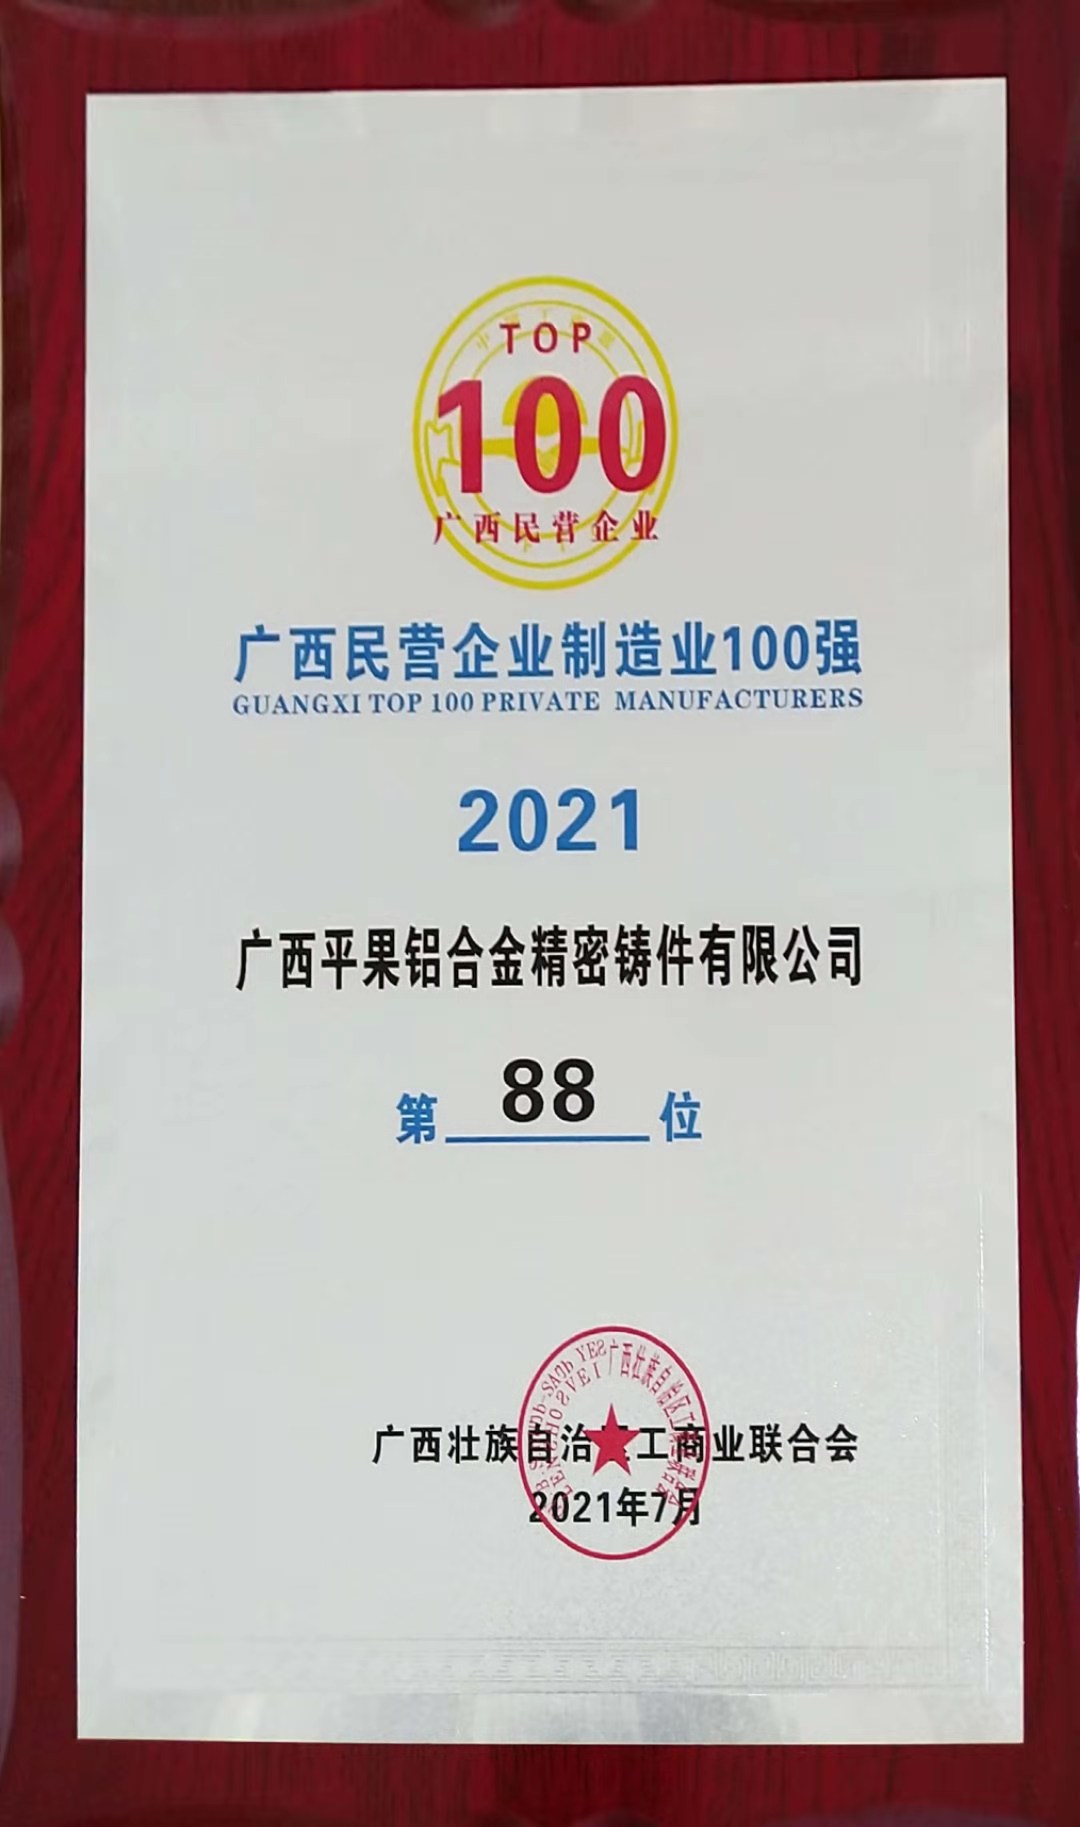 TOP
100
广西民营企业
广西民营企业制造业100强
GUANGXI TOP 100 PRIVATE MANUFACTURERS
2021
广西平果铝合金精密铸件有限公司
第 88 位
广西壮族自治区工商业联合会
2021年7月